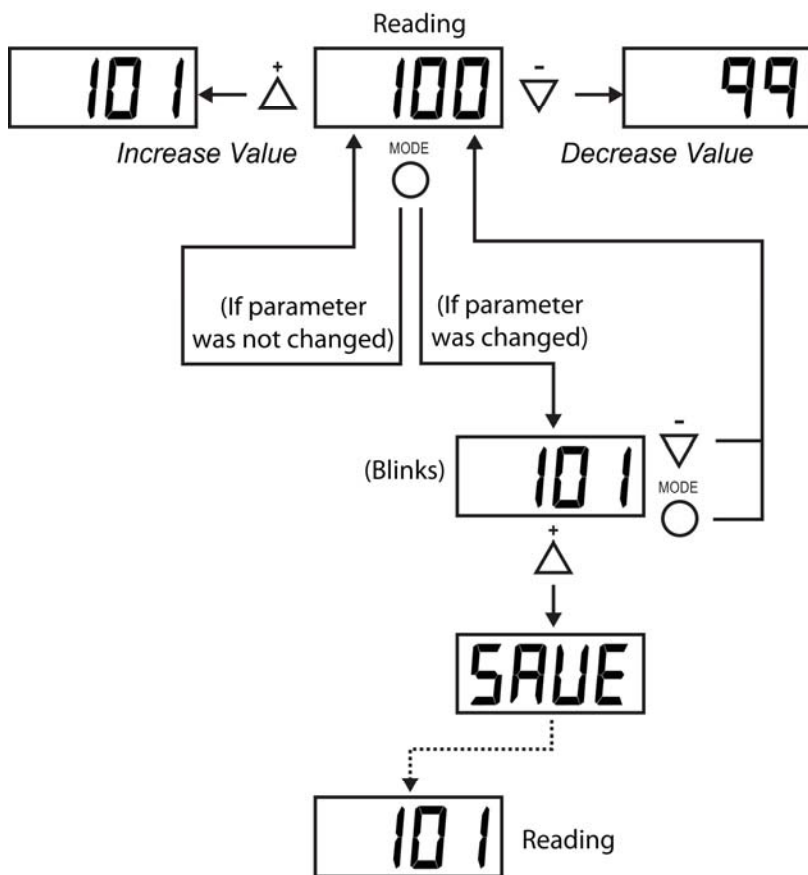 Reading
101
+
100
-
99
Increase Value
MODE
Decrease Value
(If parameter
was not changed)
(If parameter
was changed)
(Blinks)
101
-
MODE
+
SAVE
101
Reading